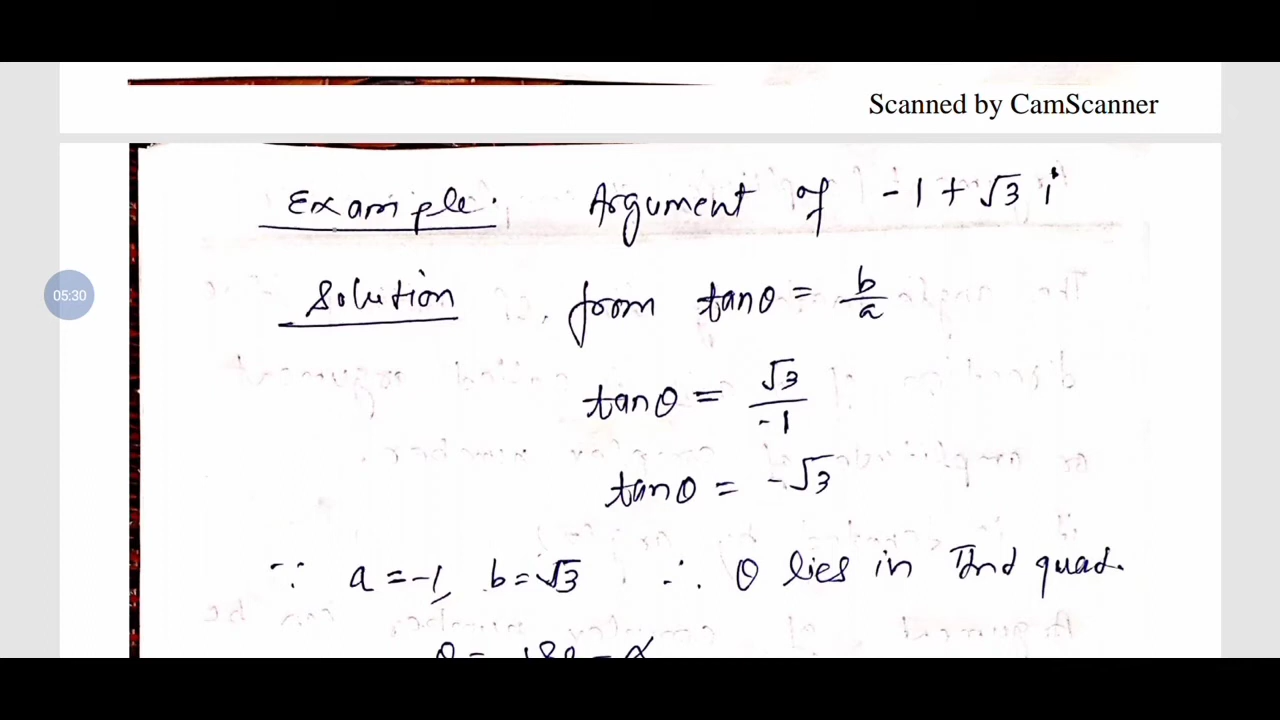 Scanned by CamScanner
Example. Argument of -1 + √3 i
Solution from tanθ = b/a
05:30
tanθ = √3/-1
tanθ = -√3
∵ a = -1, b = √3 ∴ θ lies in IInd quad.
θ = 180 - α